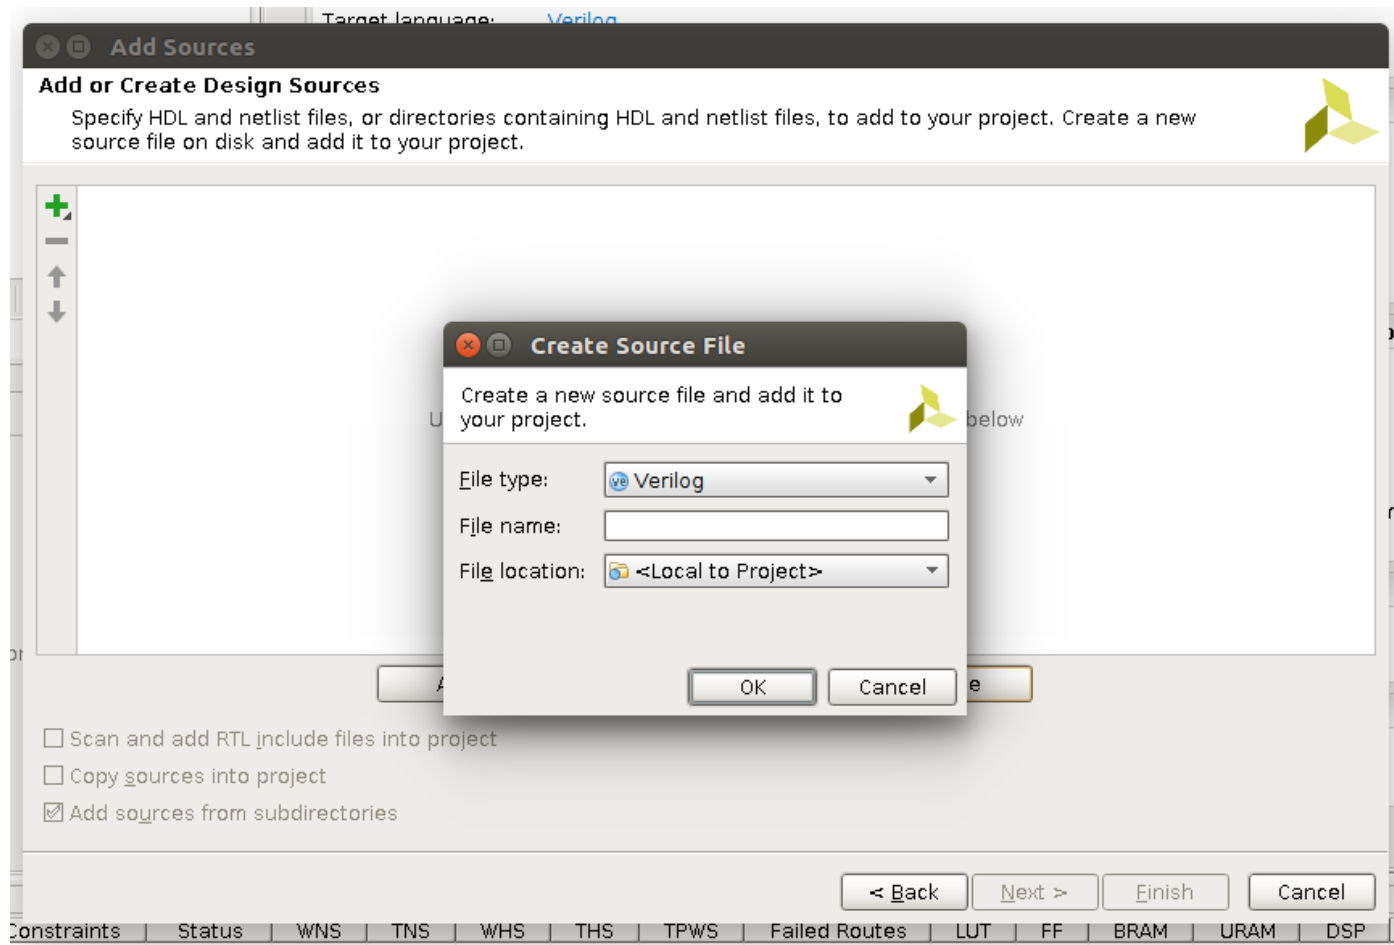 Target language: Verilog
Add Sources
Add or Create Design Sources
Specify HDL and netlist files, or directories containing HDL and netlist files, to add to your project. Create a new
source file on disk and add it to your project.
Create Source File
Create a new source file and add it to
your project.
below
File type: Verilog
File name:
File location: <Local to Project>
OK Cancel
Scan and add RTL include files into project
Copy sources into project
Add sources from subdirectories
< Back Next > Finish Cancel
Constraints | Status | WNS | TNS | WHS | THS | TPWS | Failed Routes | LUT | FF | BRAM | URAM | DSP